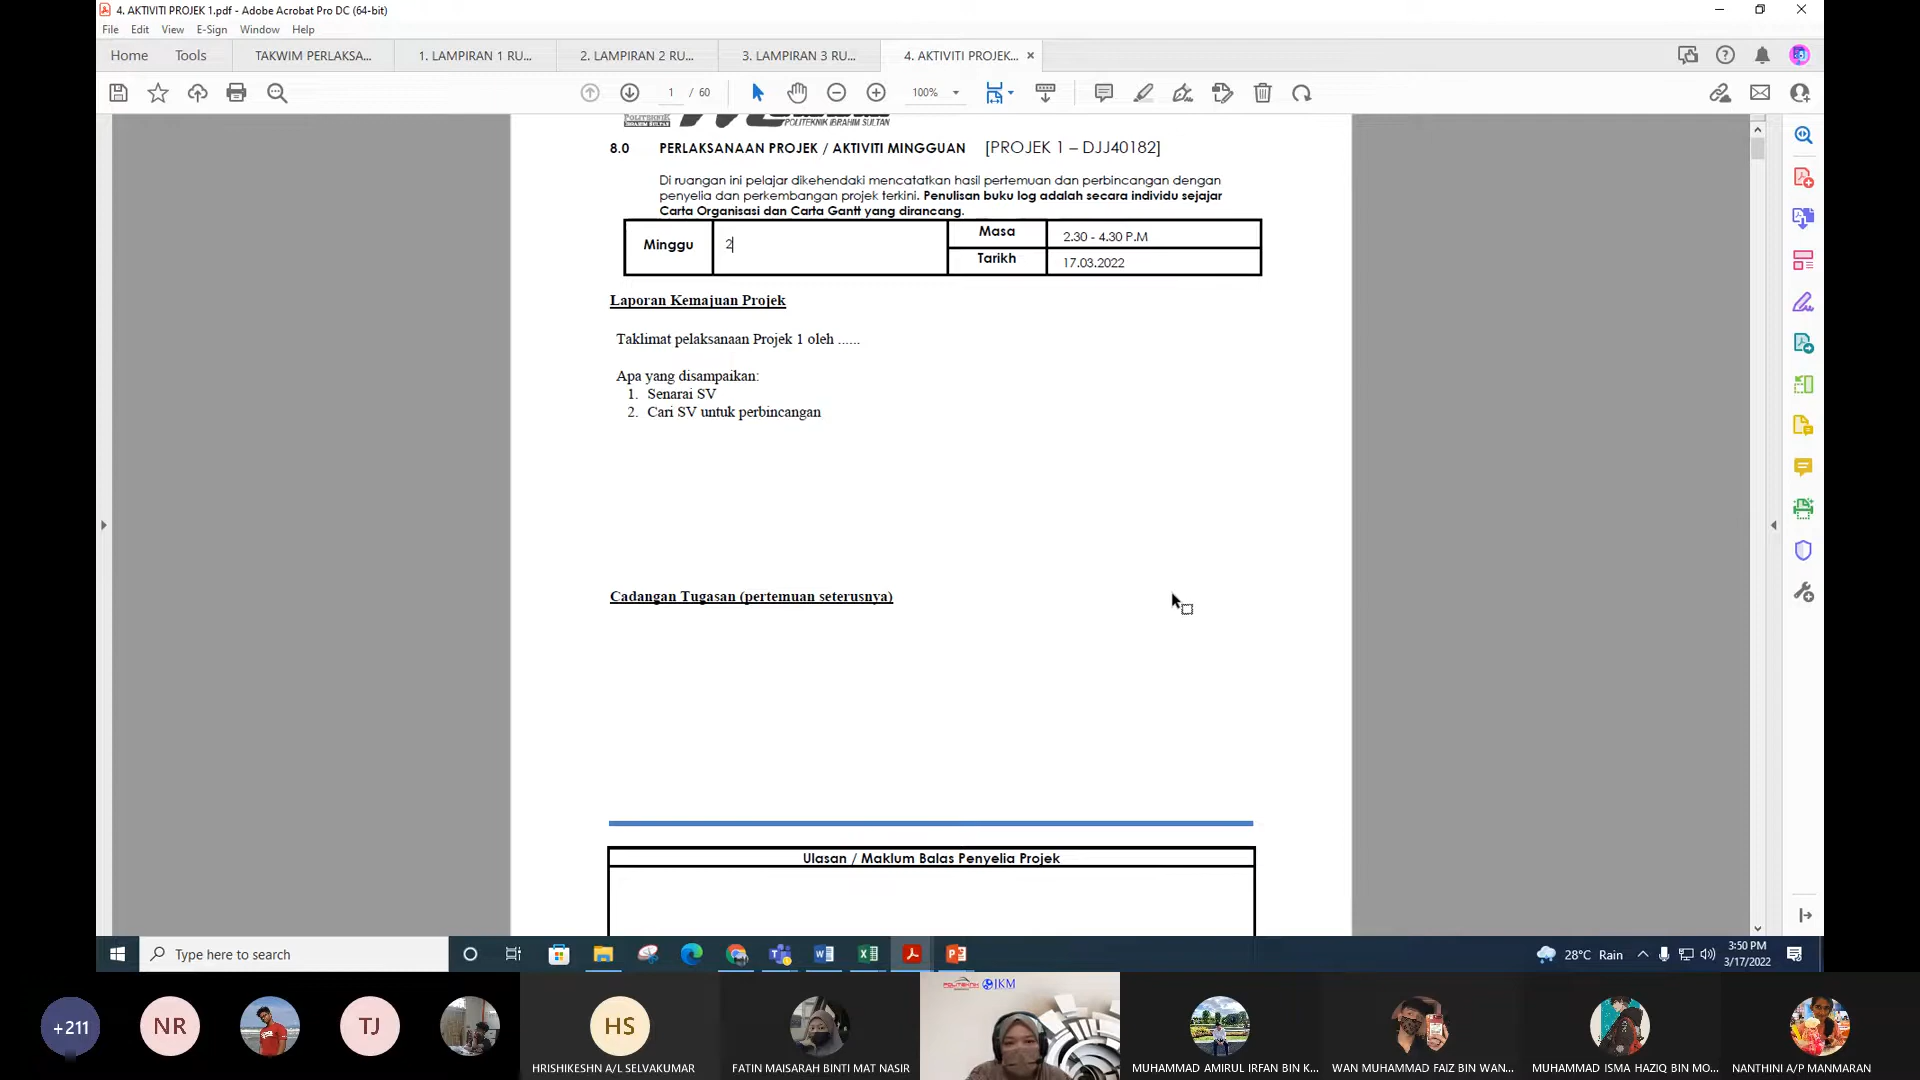 4. AKTIVITI PROJEK 1.pdf - Adobe Acrobat Pro DC (64-bit)
File Edit View E-Sign Window Help
Home Tools TAKWIM PERLAKSA... 1. LAMPIRAN 1 RU... 2. LAMPIRAN 2 RU... 3. LAMPIRAN 3 RU... 4. AKTIVITI PROJEK... ×
1 / 60 100%
POLITEKNIK IBRAHIM SULTAN
8.0 PERLAKSANAAN PROJEK / AKTIVITI MINGGUAN [PROJEK 1 – DJJ40182]
Di ruangan ini pelajar dikehendaki mencatatkan hasil pertemuan dan perbincangan dengan
penyelia dan perkembangan projek terkini. Penulisan buku log adalah secara individu sejajar
Carta Organisasi dan Carta Gantt yang dirancang.
Minggu 2 Masa 2.30 - 4.30 P.M
Tarikh 17.03.2022
Laporan Kemajuan Projek
Taklimat pelaksanaan Projek 1 oleh ......
Apa yang disampaikan:
1. Senarai SV
2. Cari SV untuk perbincangan
Cadangan Tugasan (pertemuan seterusnya)
Ulasan / Maklum Balas Penyelia Projek
Type here to search
28°C Rain
3:50 PM
3/17/2022
POLITEKNIK JKM
+211 NR TJ HS
HRISHIKESHN A/L SELVAKUMAR
FATIN MAISARAH BINTI MAT NASIR
MUHAMMAD AMIRUL IRFAN BIN K...
WAN MUHAMMAD FAIZ BIN WAN...
MUHAMMAD ISMA HAZIQ BIN MO...
NANTHINI A/P MANMARAN